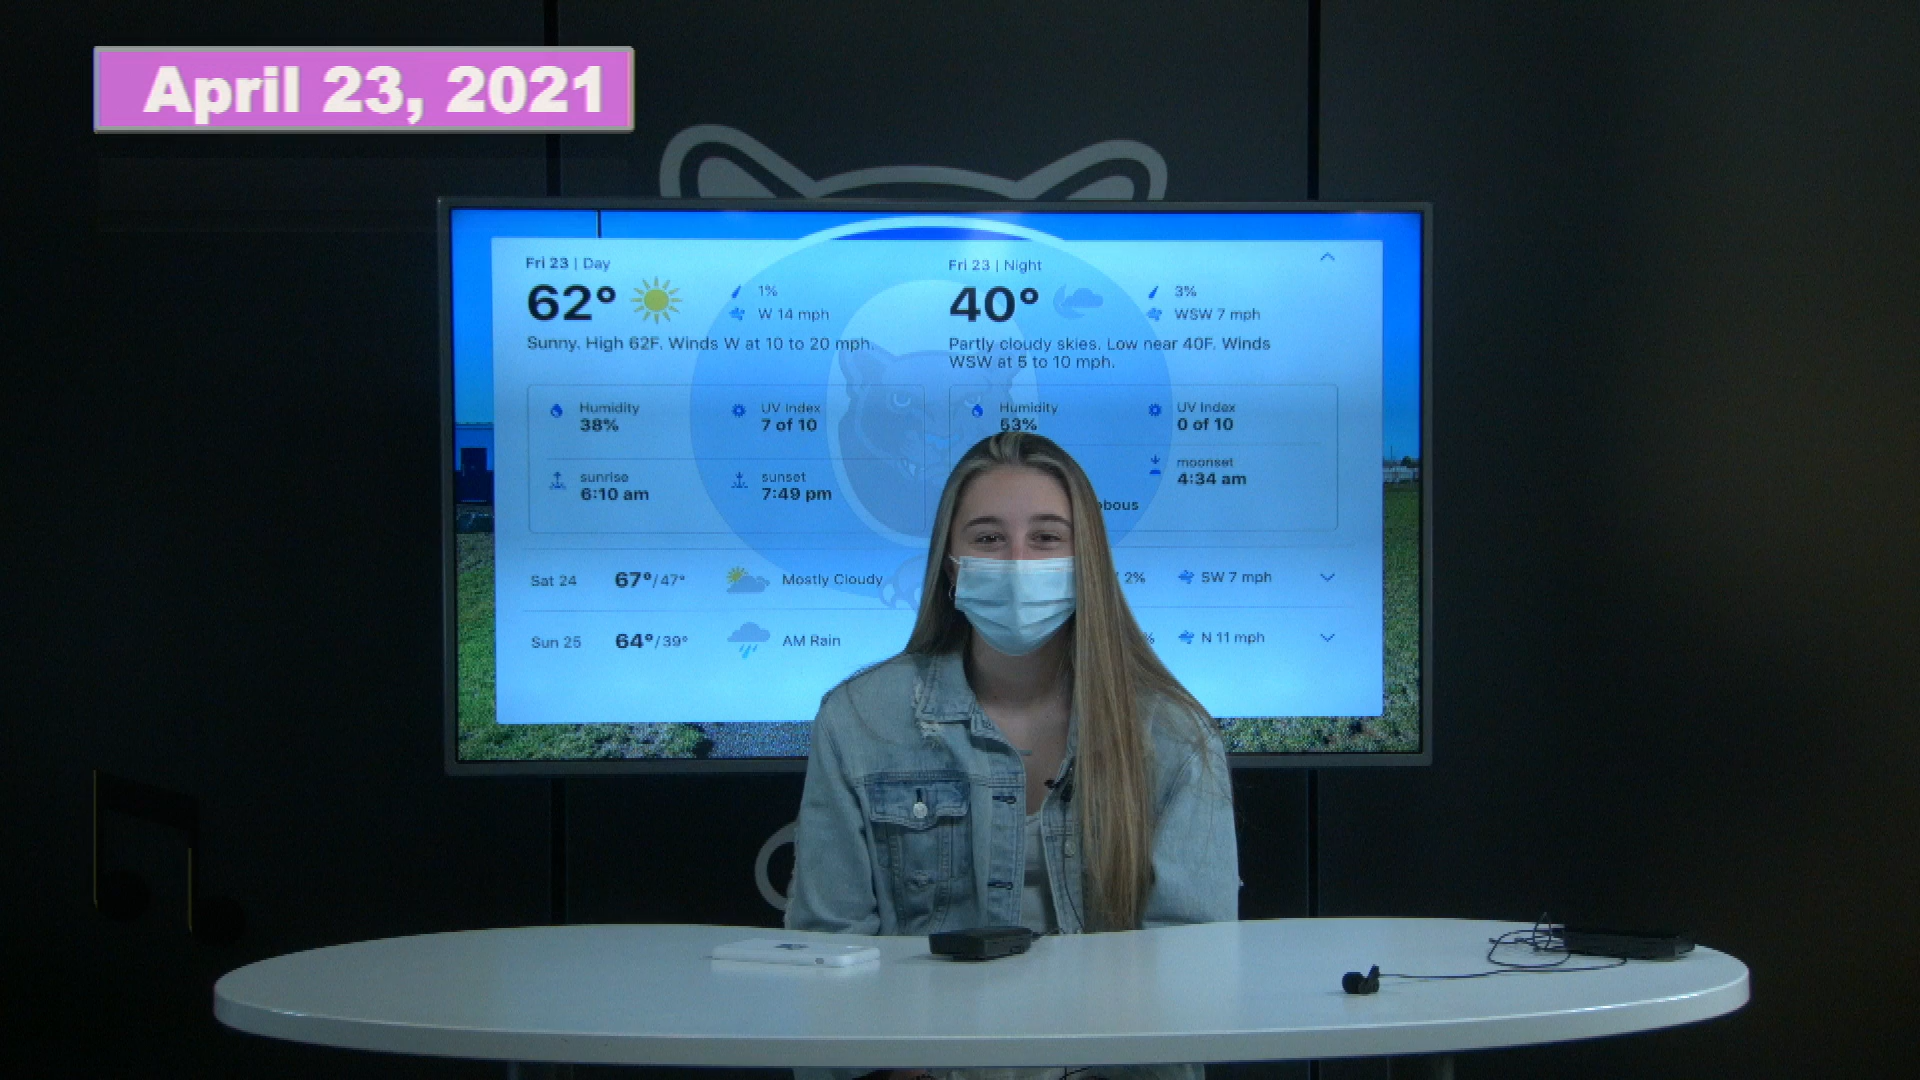 April 23, 2021
Fri 23 | Day
62°
1%
W 14 mph
Sunny. High 62F. Winds W at 10 to 20 mph.
Humidity
38%
UV Index
7 of 10
sunrise
6:10 am
sunset
7:49 pm
Fri 23 | Night
40°
3%
WSW 7 mph
Partly cloudy skies. Low near 40F. Winds
WSW at 5 to 10 mph.
Humidity
53%
UV Index
0 of 10
moonset
4:34 am
Sat 24 67°/47° Mostly Cloudy 2% SW 7 mph
Sun 25 64°/39° AM Rain % N 11 mph